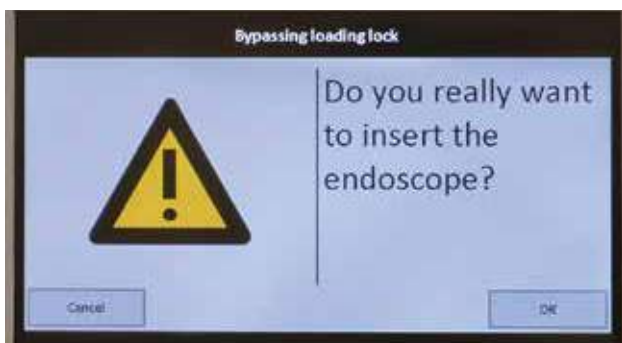 Bypassing loading lock
Do you really want
to insert the
endoscope?
Cancel
OK